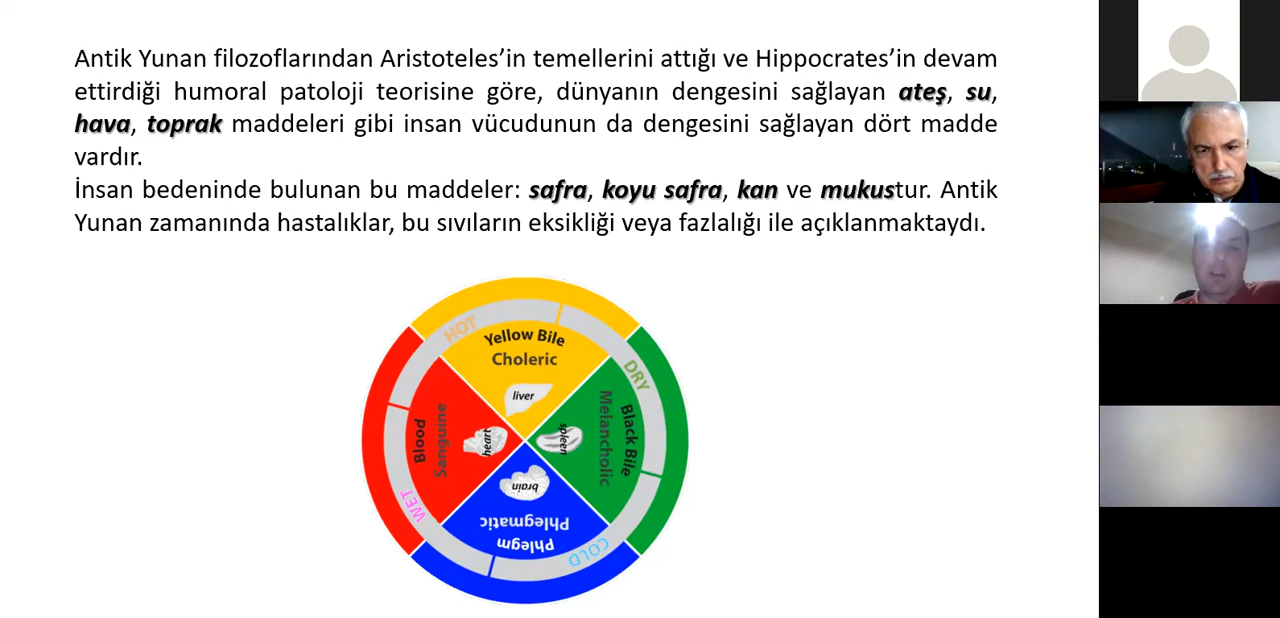 Antik Yunan filozoflarından Aristoteles’in temellerini attığı ve Hippocrates’in devam
ettirdiği humoral patoloji teorisine göre, dünyanın dengesini sağlayan ateş, su,
hava, toprak maddeleri gibi insan vücudunun da dengesini sağlayan dört madde
vardır.
İnsan bedeninde bulunan bu maddeler: safra, koyu safra, kan ve mukustur. Antik
Yunan zamanında hastalıklar, bu sıvıların eksikliği veya fazlalığı ile açıklanmaktaydı.
HOT
Yellow Bile
Choleric
liver
DRY
Black Bile
Melancholic
spleen
Blood
Sanguine
heart
WET
brain
Phlegmatic
Phlegm
COLD